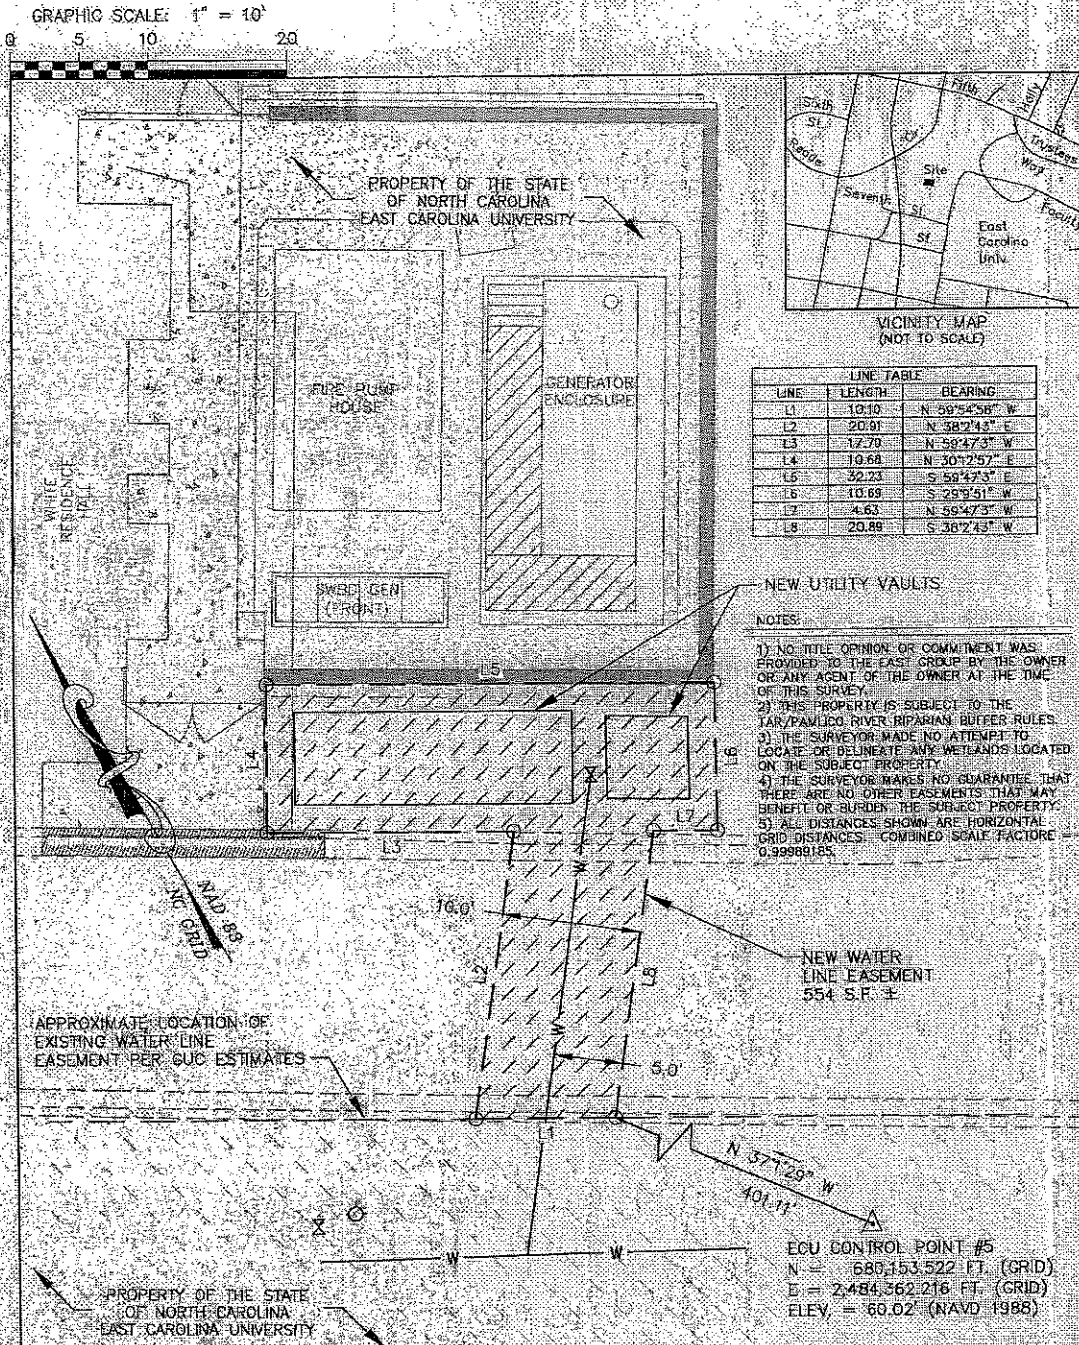 GRAPHIC SCALE: 1" = 10'
0 5 10 20
Sixth
St.
Reade
Fifth
Holly
Trustees
Way
Site
Seventh
St.
St.
Faculty
East
Carolina
Univ.
VICINITY MAP
(NOT TO SCALE)
PROPERTY OF THE STATE
OF NORTH CAROLINA
EAST CAROLINA UNIVERSITY
FIRE PUMP
HOUSE
GENERATOR
ENCLOSURE
WHITE
RESIDENCE
HALL
SWBD GEN
(FRONT)
LINE TABLE
LINE LENGTH BEARING
L1 10.10 N 59°54'56" W
L2 20.91 N 38°2'43" E
L3 17.79 N 59°47'3" W
L4 10.68 N 30°12'57" E
L5 32.23 S 59°47'3" E
L6 10.69 S 29°9'51" W
L7 4.63 N 59°47'3" W
L8 20.89 S 38°2'43" W
NEW UTILITY VAULTS
NOTES:
1) NO TITLE OPINION OR COMMITMENT WAS
PROVIDED TO THE EAST GROUP BY THE OWNER
OR ANY AGENT OF THE OWNER AT THE TIME
OF THIS SURVEY.
2) THIS PROPERTY IS SUBJECT TO THE
TAR/PAMLICO RIVER RIPARIAN BUFFER RULES.
3) THE SURVEYOR MADE NO ATTEMPT TO
LOCATE OR DELINEATE ANY WETLANDS LOCATED
ON THE SUBJECT PROPERTY.
4) THE SURVEYOR MAKES NO GUARANTEE THAT
THERE ARE NO OTHER EASEMENTS THAT MAY
BENEFIT OR BURDEN THE SUBJECT PROPERTY.
5) ALL DISTANCES SHOWN ARE HORIZONTAL
GRID DISTANCES. COMBINED SCALE FACTORE =
0.99989185.
L5
L4
L6
L7
L3
W
NAD 83
NC GRID
10.0'
L2
L8
W
NEW WATER
LINE EASEMENT
554 S.F. ±
APPROXIMATE LOCATION OF
EXISTING WATER LINE
EASEMENT PER GUC ESTIMATES
5.0'
L1
N 37°1'29" W
401.11'
W W
ECU CONTROL POINT #5
N = 680,153.522 FT. (GRID)
E = 2,484,362.216 FT. (GRID)
ELEV. = 60.02' (NAVD 1988)
PROPERTY OF THE STATE
OF NORTH CAROLINA
EAST CAROLINA UNIVERSITY